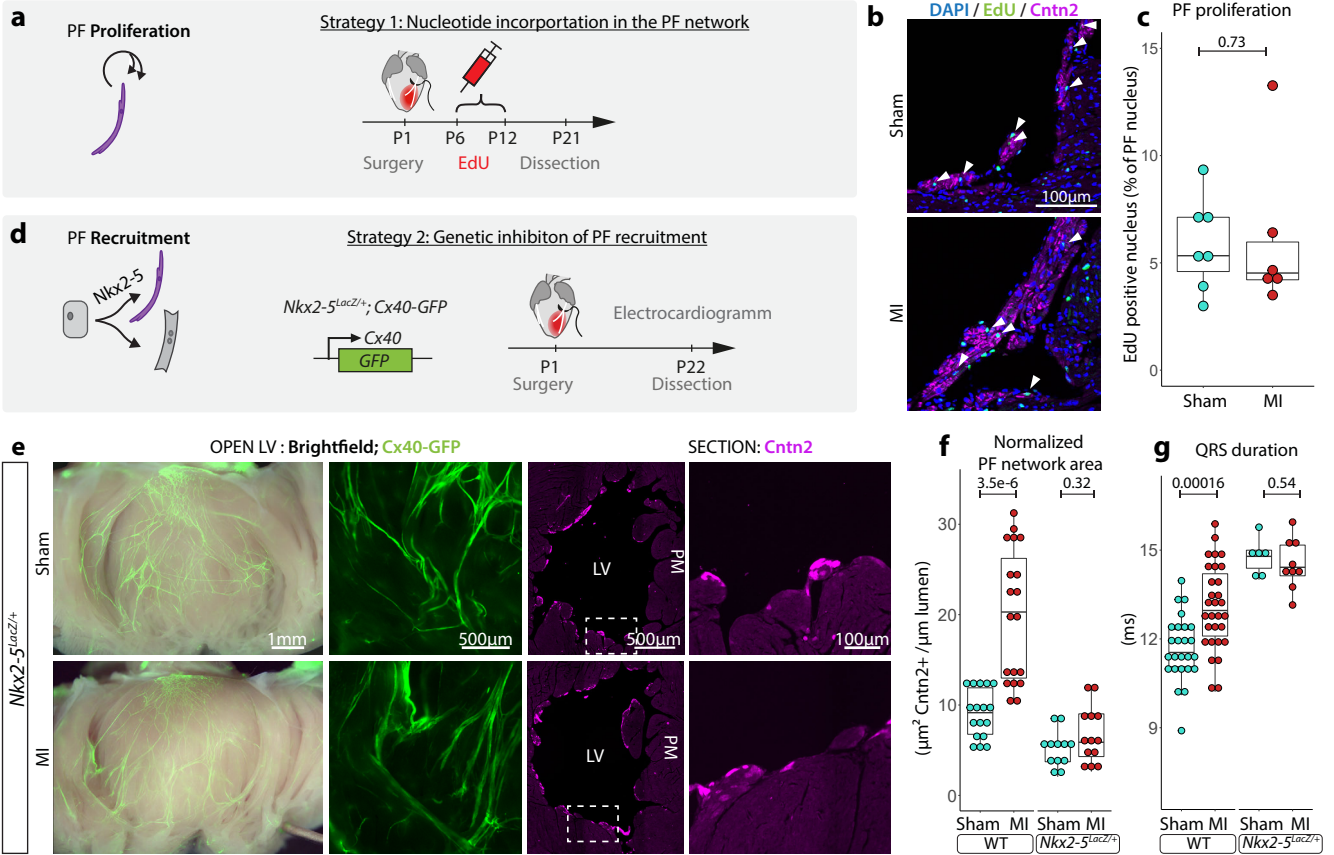 a
PF Proliferation
Strategy 1: Nucleotide incorportation in the PF network
P1 P6 P12 P21
Surgery EdU Dissection
b
DAPI / EdU / Cntn2
Sham
100µm
MI
c
PF proliferation
0.73
EdU positive nucleus (% of PF nucleus)
15
10
5
0
Sham MI
d
PF Recruitment
Nkx2-5
Strategy 2: Genetic inhibiton of PF recruitment
Nkx2-5LacZ/+; Cx40-GFP
Cx40
GFP
Electrocardiogramm
P1 P22
Surgery Dissection
e
OPEN LV : Brightfield; Cx40-GFP
SECTION: Cntn2
Nkx2-5LacZ/+
Sham
1mm
500µm
LV
PM
500µm
100µm
MI
LV
PM
f
Normalized
PF network area
3.5e-6 0.32
(µm² Cntn2+ /µm lumen)
30
20
10
0
Sham MI Sham MI
WT Nkx2-5LacZ/+
g
QRS duration
0.00016 0.54
(ms)
15
12
9
Sham MI Sham MI
WT Nkx2-5LacZ/+